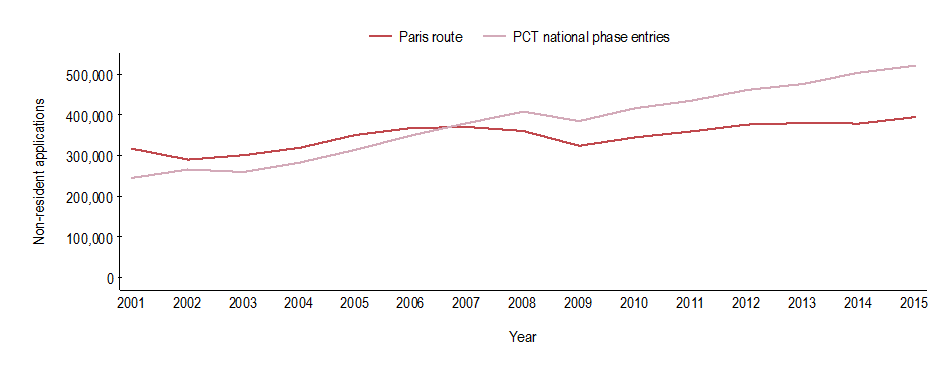 Paris route PCT national phase entries
Non-resident applications
500,000
400,000
300,000
200,000
100,000
0
2001 2002 2003 2004 2005 2006 2007 2008 2009 2010 2011 2012 2013 2014 2015
Year